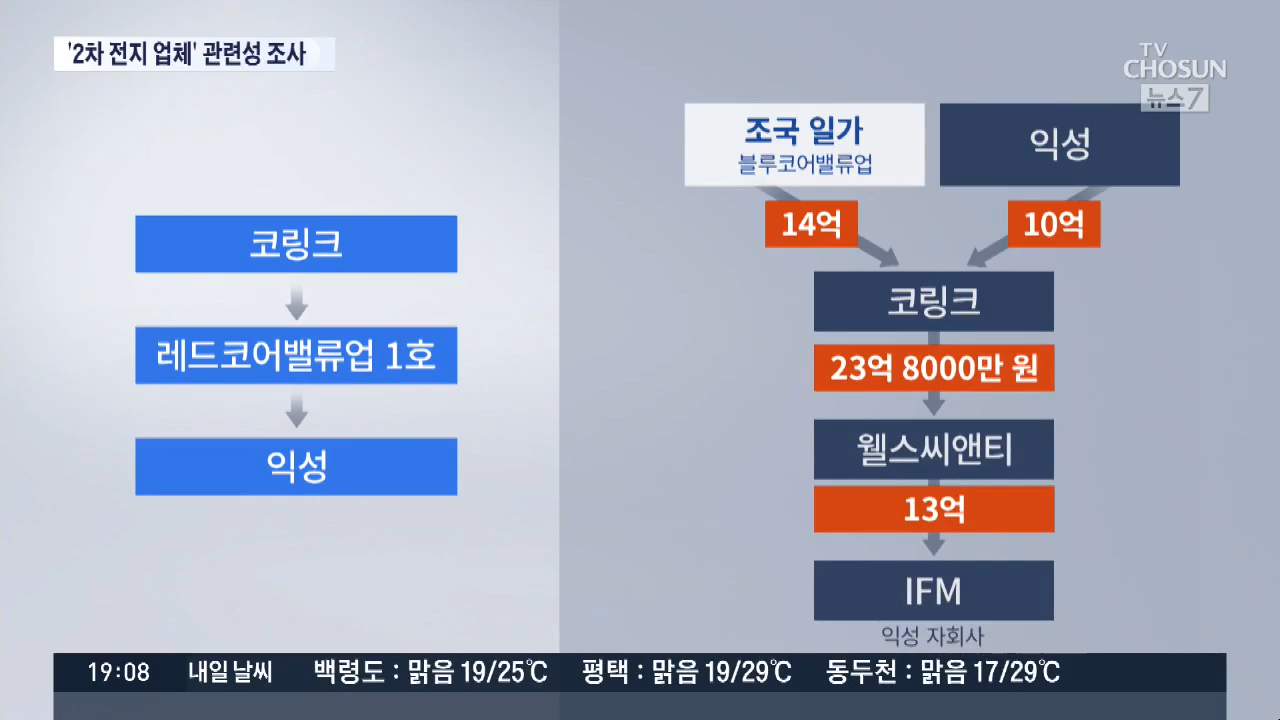 '2차 전지 업체' 관련성 조사
TV
CHOSUN
뉴스7
코링크
레드코어밸류업 1호
익성
조국 일가
블루코어밸류업
익성
14억
10억
코링크
23억 8000만 원
웰스씨앤티
13억
IFM
익성 자회사
19:08 내일 날씨 백령도 : 맑음 19/25℃ 평택 : 맑음 19/29℃ 동두천 : 맑음 17/29℃